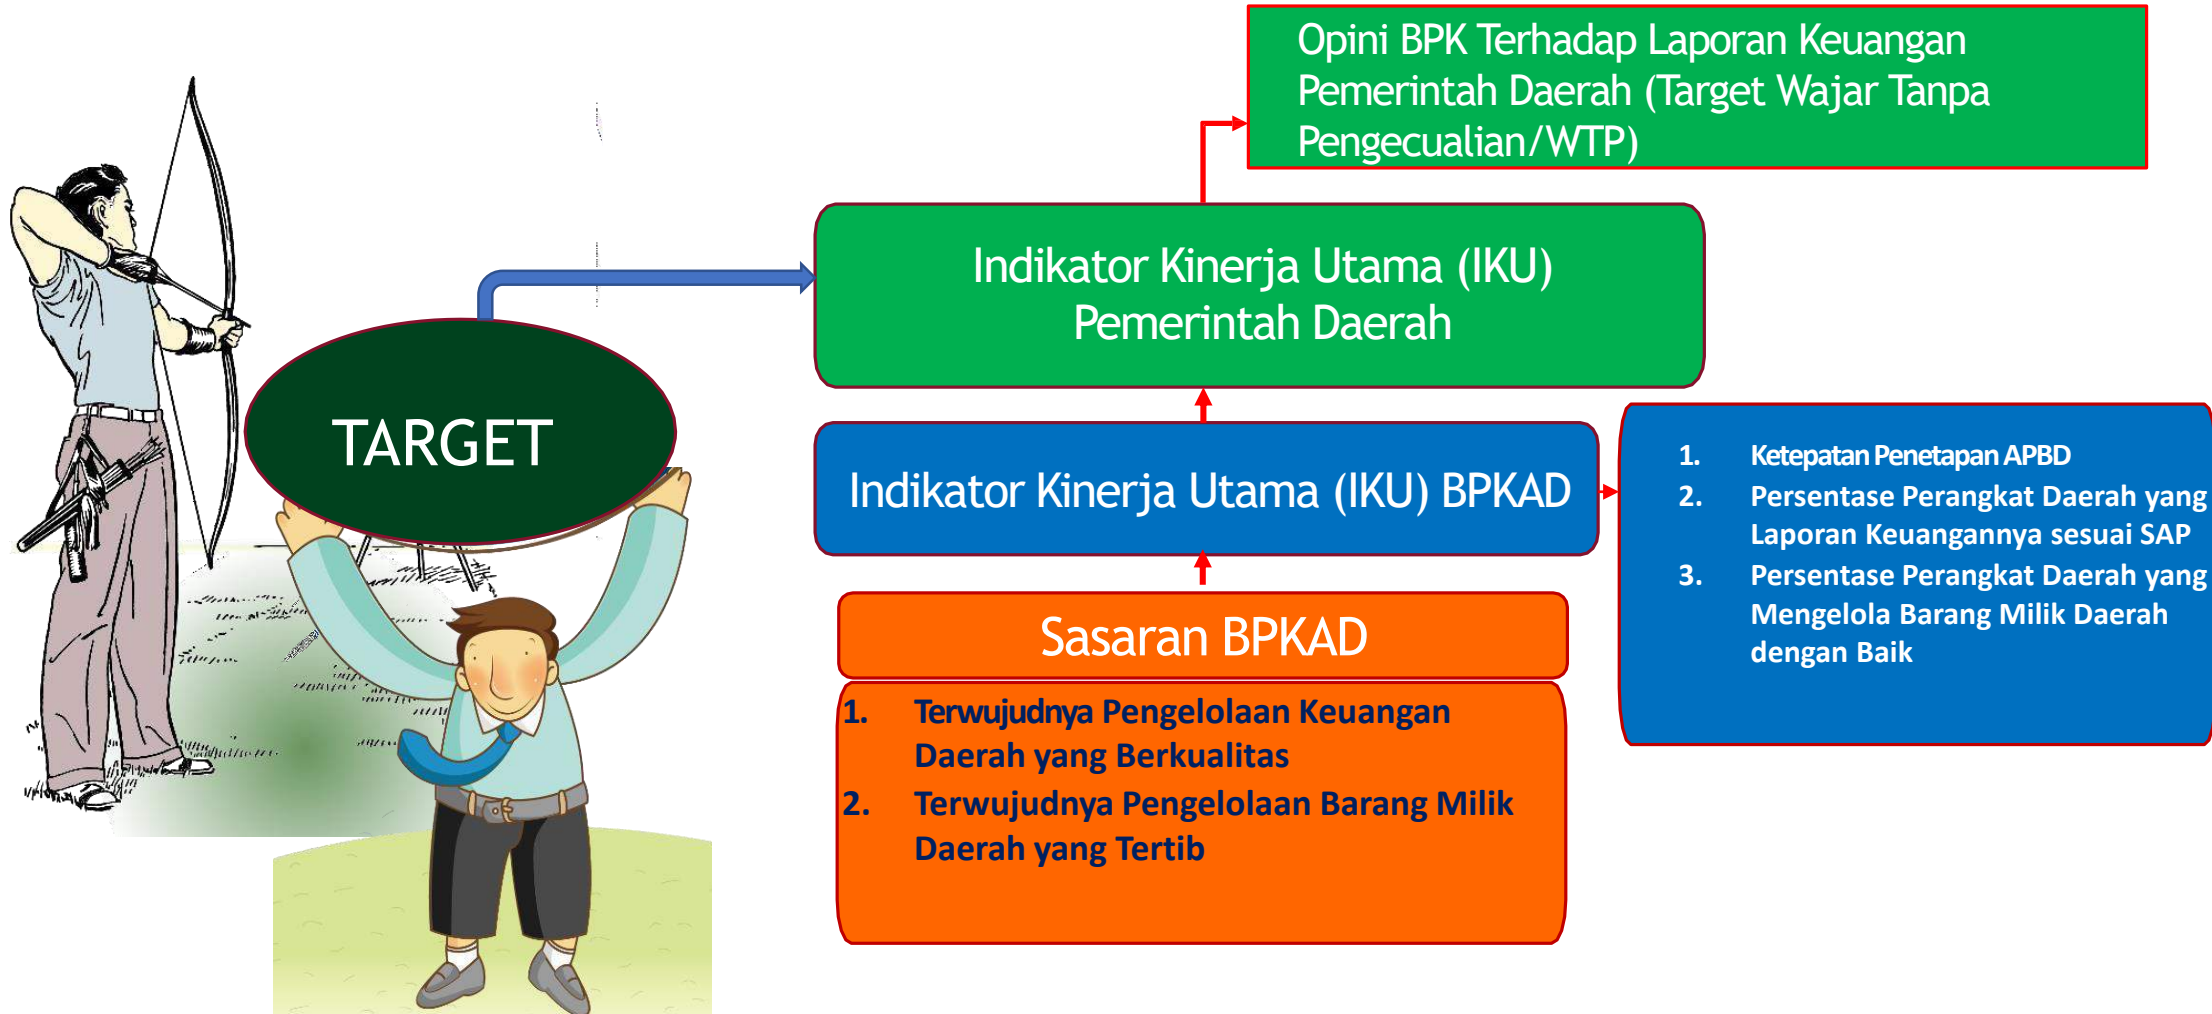 Opini BPK Terhadap Laporan Keuangan
Pemerintah Daerah (Target Wajar Tanpa
Pengecualian/WTP)
Indikator Kinerja Utama (IKU)
Pemerintah Daerah
TARGET
Indikator Kinerja Utama (IKU) BPKAD
1. Ketepatan Penetapan APBD
2. Persentase Perangkat Daerah yang
Laporan Keuangannya sesuai SAP
3. Persentase Perangkat Daerah yang
Mengelola Barang Milik Daerah
dengan Baik
Sasaran BPKAD
1. Terwujudnya Pengelolaan Keuangan
Daerah yang Berkualitas
2. Terwujudnya Pengelolaan Barang Milik
Daerah yang Tertib